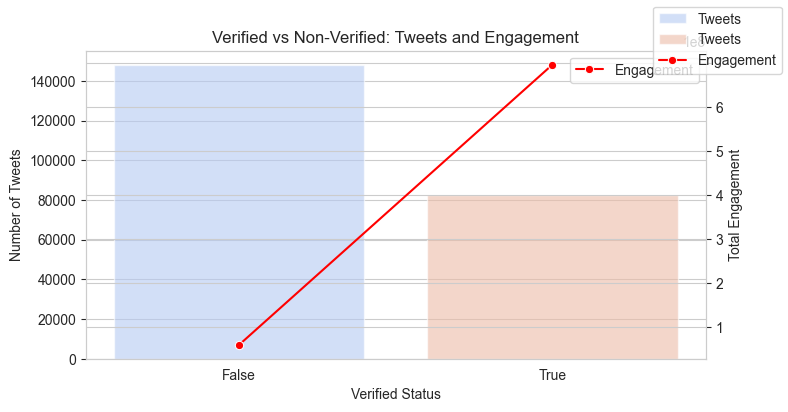 Verified vs Non-Verified: Tweets and Engagement
Tweets
Tweets
Engagement
Engagement
140000
120000
100000
80000
60000
40000
20000
0
Number of Tweets
6
5
4
3
2
1
Total Engagement
False
True
Verified Status